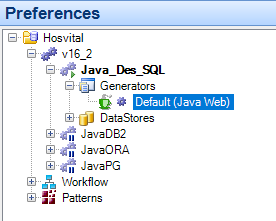 Preferences
Hosvital
v16_2
Java_Des_SQL
Generators
Default (Java Web)
DataStores
JavaDB2
JavaORA
JavaPG
Workflow
Patterns